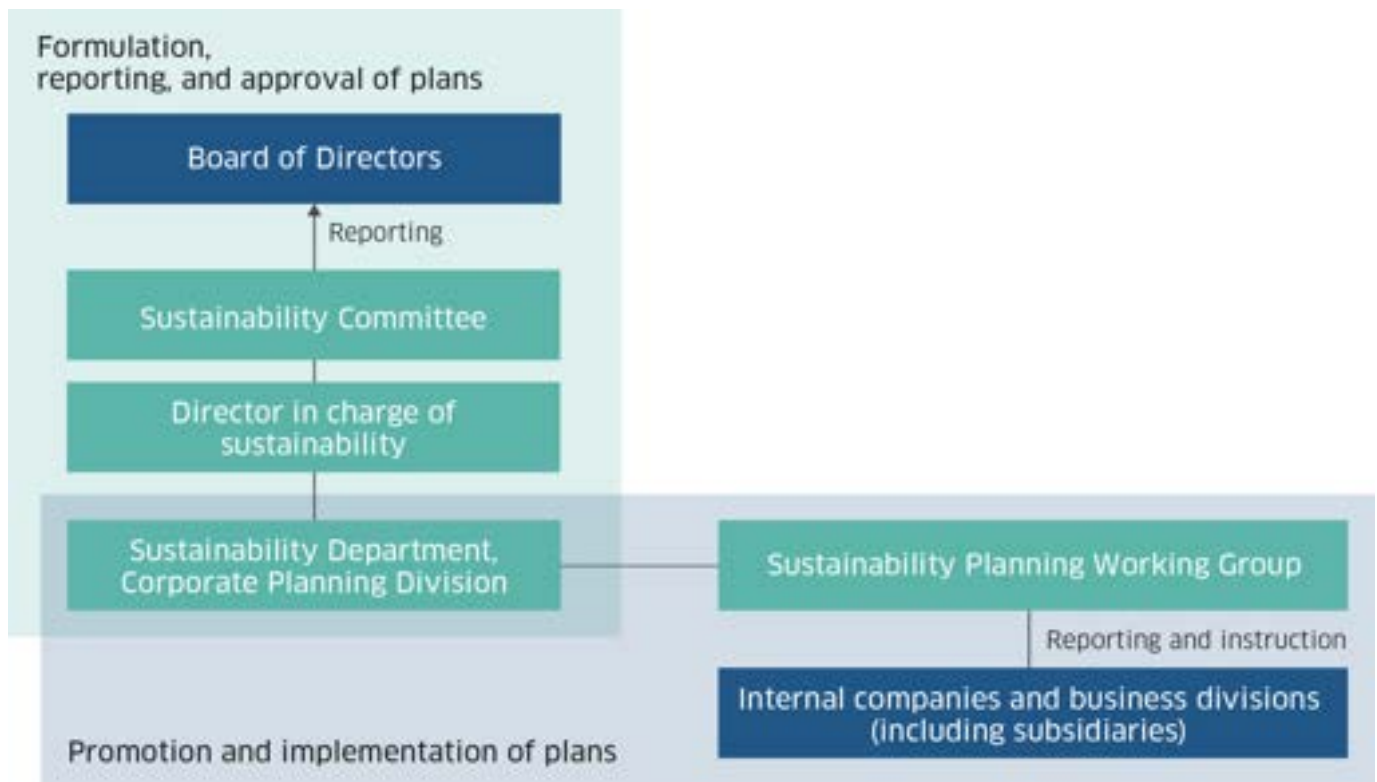 Formulation,
reporting, and approval of plans
Board of Directors
Reporting
Sustainability Committee
Director in charge of
sustainability
Sustainability Department,
Corporate Planning Division
Sustainability Planning Working Group
Reporting and instruction
Internal companies and business divisions
(including subsidiaries)
Promotion and implementation of plans